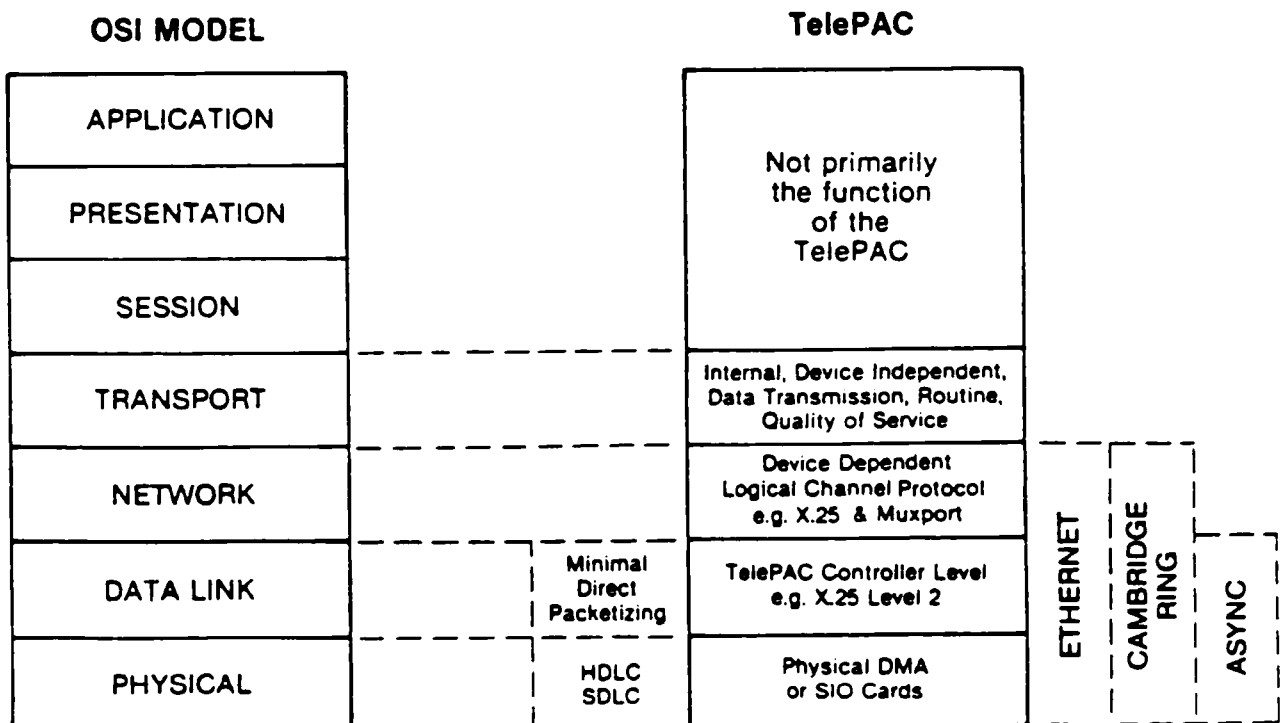 OSI MODEL
TelePAC
APPLICATION
PRESENTATION
SESSION
TRANSPORT
NETWORK
DATA LINK
PHYSICAL
Not primarily
the function
of the
TelePAC
Internal, Device Independent,
Data Transmission, Routine,
Quality of Service
Device Dependent
Logical Channel Protocol
e.g. X.25 & Muxport
Minimal
Direct
Packetizing
TelePAC Controller Level
e.g. X.25 Level 2
HDLC
SDLC
Physical DMA
or SIO Cards
ETHERNET
CAMBRIDGE
RING
ASYNC